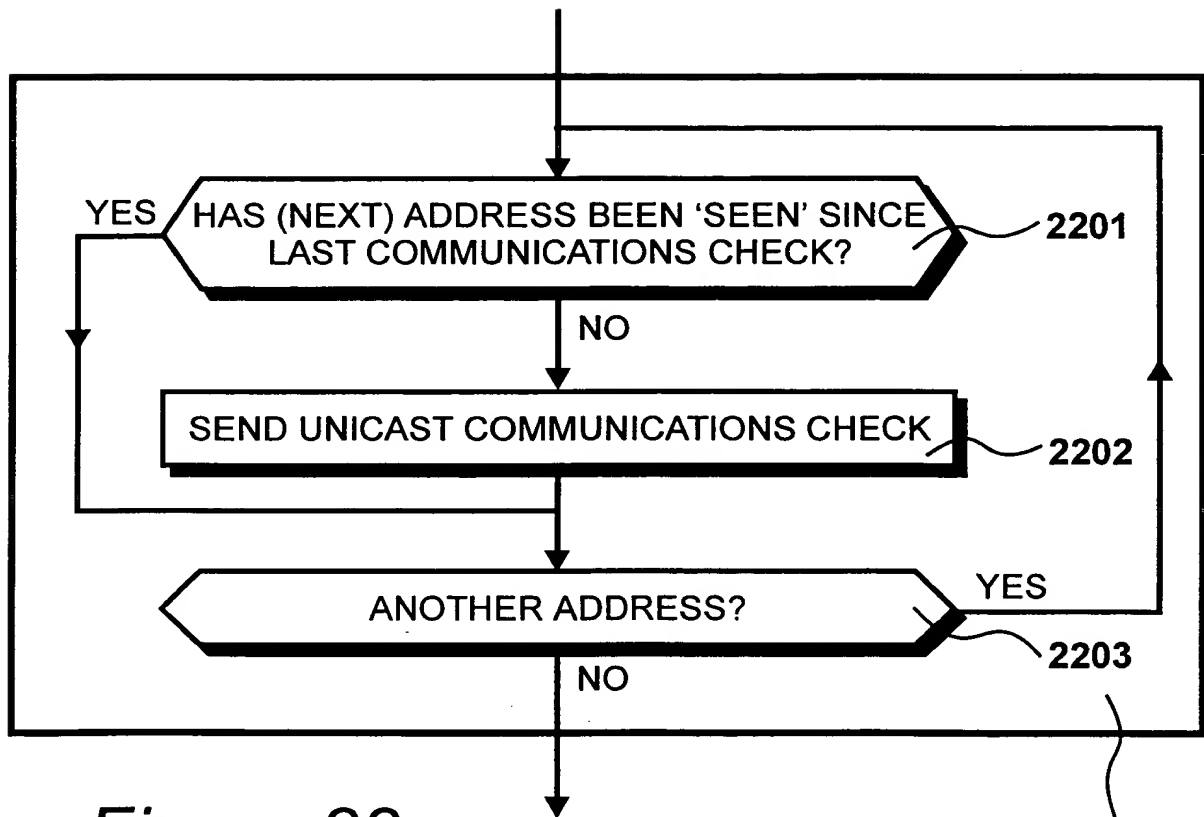 YES
HAS (NEXT) ADDRESS BEEN 'SEEN' SINCE
LAST COMMUNICATIONS CHECK?
2201
NO
SEND UNICAST COMMUNICATIONS CHECK
2202
ANOTHER ADDRESS?
YES
2203
NO